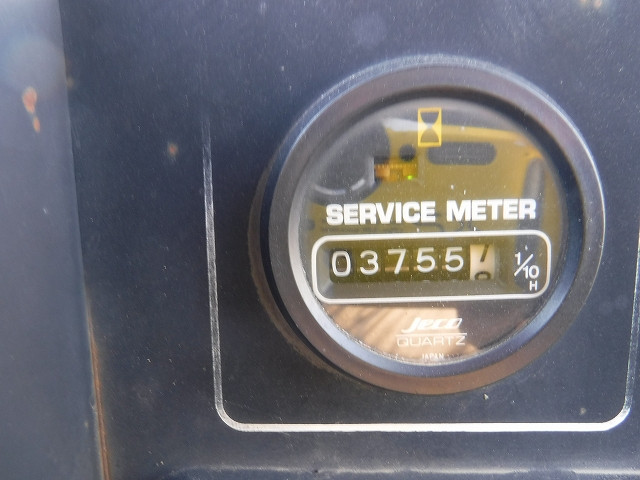 SERVICE METER
03755 1/10
H
Jeco
QUARTZ
JAPAN